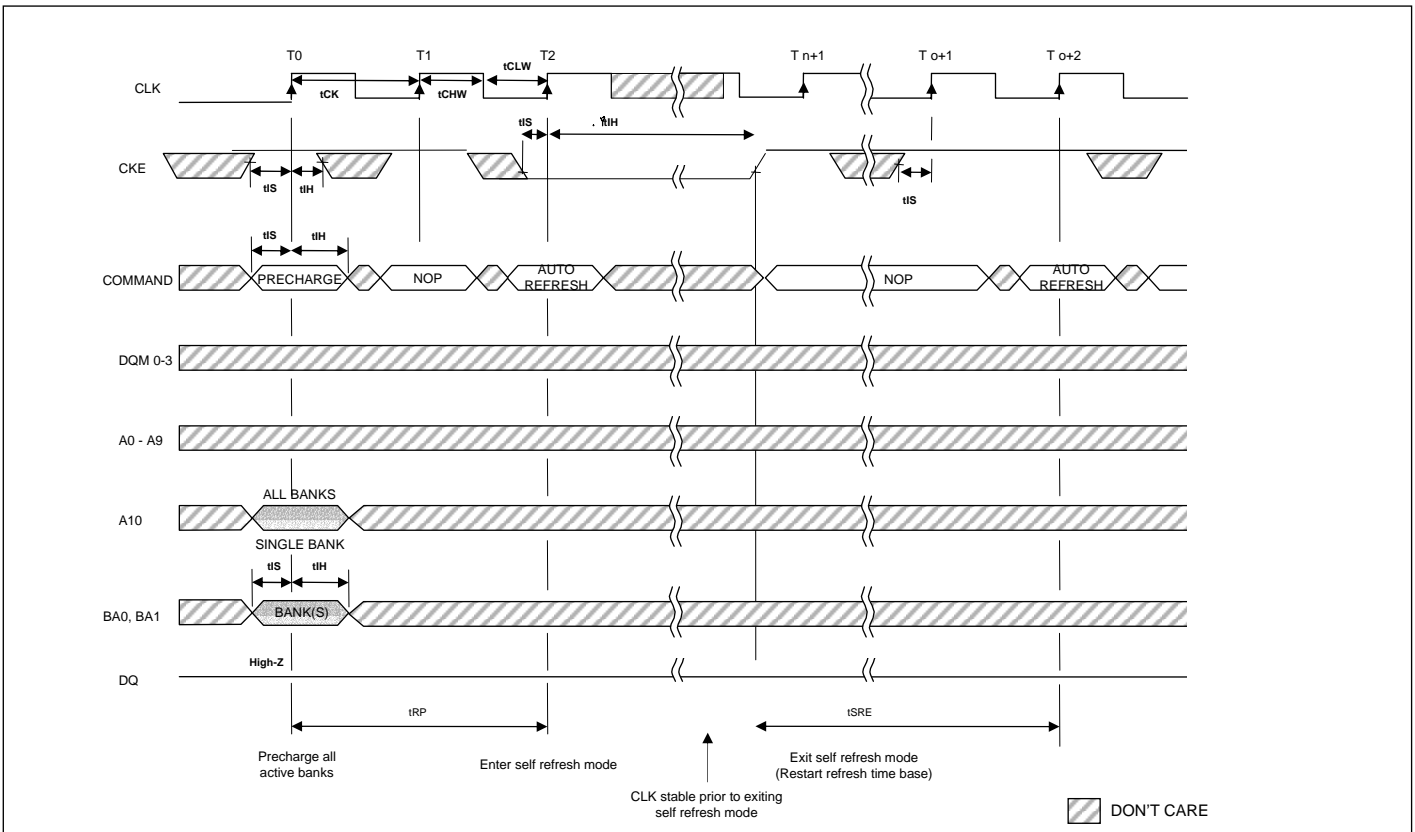 T0 T1 T2 T n+1 T o+1 T o+2
tCLW
CLK
tCK tCHW
tIS . tIH
CKE
tIS tIH
tIS
tIS tIH
COMMAND PRECHARGE NOP AUTO REFRESH NOP AUTO REFRESH
DQM 0-3
A0 - A9
ALL BANKS
A10
SINGLE BANK
tIS tIH
BA0, BA1 BANK(S)
High-Z
DQ
tRP tSRE
Precharge all
active banks
Enter self refresh mode
CLK stable prior to exiting
self refresh mode
Exit self refresh mode
(Restart refresh time base)
DON'T CARE